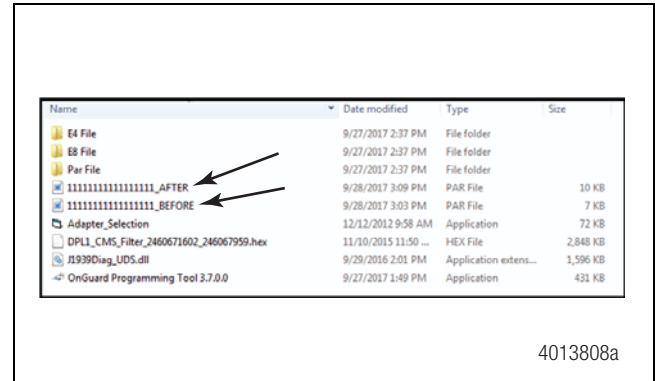 Name Date modified Type Size
E4 File 9/27/2017 2:37 PM File folder
E8 File 9/27/2017 2:37 PM File folder
Par File 9/27/2017 2:37 PM File folder
11111111111111111_AFTER 9/28/2017 3:09 PM PAR File 10 KB
11111111111111111_BEFORE 9/28/2017 3:03 PM PAR File 7 KB
Adapter_Selection 12/12/2012 9:58 AM Application 72 KB
DPL1_CMS_Filter_2460671602_246067959.hex 11/10/2015 11:50 ... HEX File 2,848 KB
J1939Diag_UDS.dll 9/29/2016 2:01 PM Application extens... 1,596 KB
OnGuard Programming Tool 3.7.0.0 9/27/2017 1:49 PM Application 431 KB
4013808a